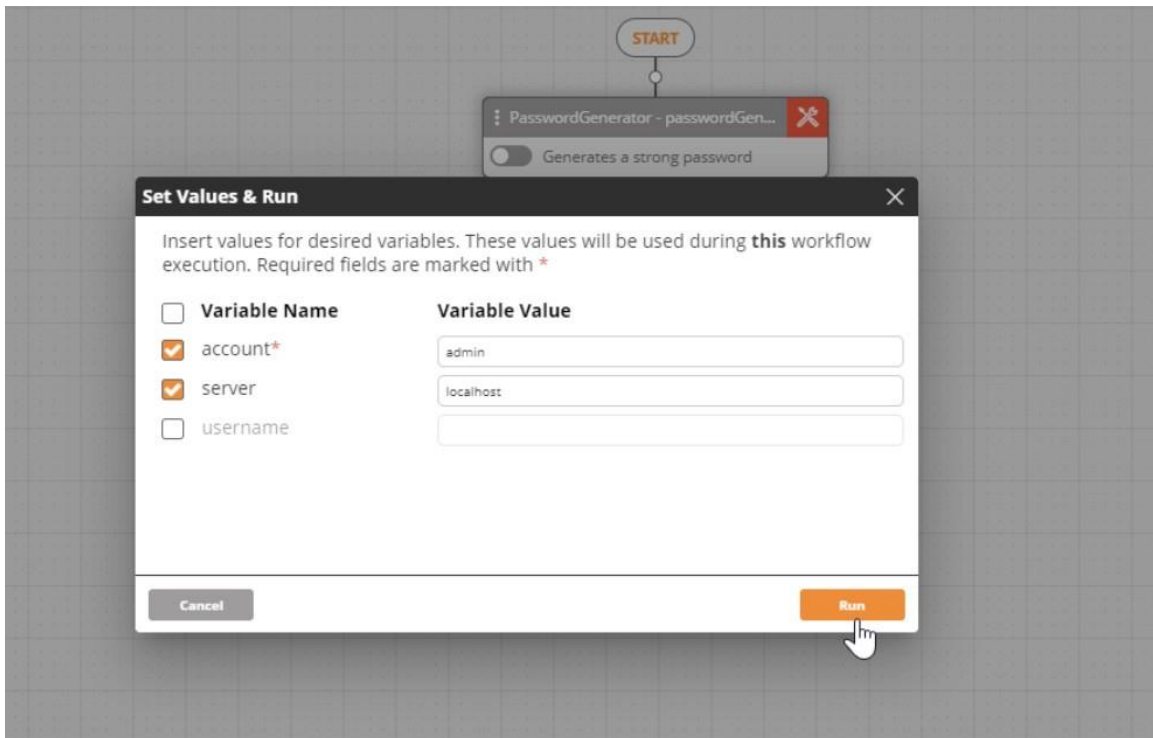 START
PasswordGenerator - passwordGen...
Generates a strong password
Set Values & Run
Insert values for desired variables. These values will be used during this workflow
execution. Required fields are marked with *
Variable Name Variable Value
account* admin
server localhost
username
Cancel Run